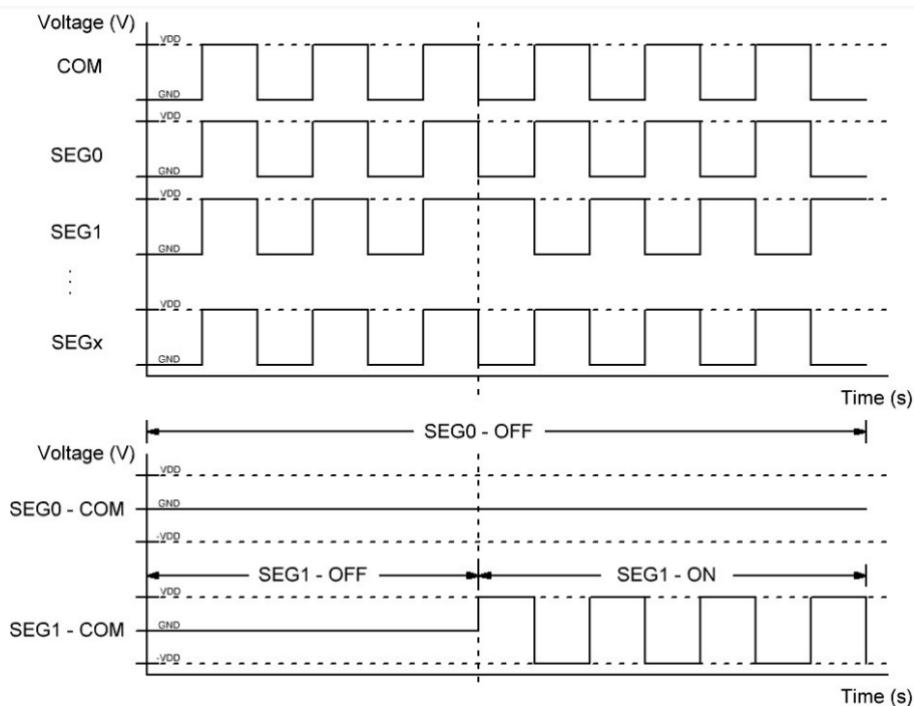 Voltage (V)
VDD
COM
GND
VDD
SEG0
GND
VDD
SEG1
GND
VDD
SEGx
GND
Time (s)
SEG0 - OFF
Voltage (V)
VDD
SEG0 - COM
GND
-VDD
SEG1 - OFF
SEG1 - ON
VDD
SEG1 - COM
GND
-VDD
Time (s)